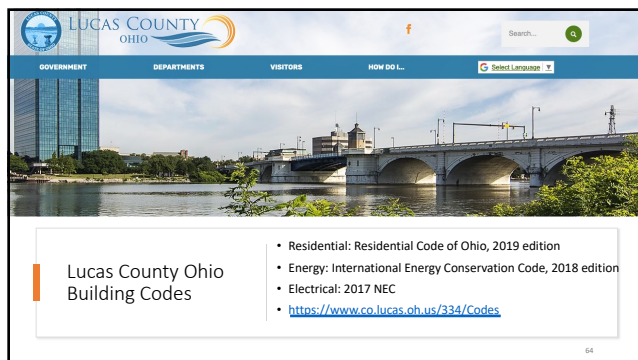 LUCAS COUNTY
OHIO
f
Search...
GOVERNMENT DEPARTMENTS VISITORS HOW DO I... G Select Language ▼
Lucas County Ohio
Building Codes
• Residential: Residential Code of Ohio, 2019 edition
• Energy: International Energy Conservation Code, 2018 edition
• Electrical: 2017 NEC
• https://www.co.lucas.oh.us/334/Codes
64